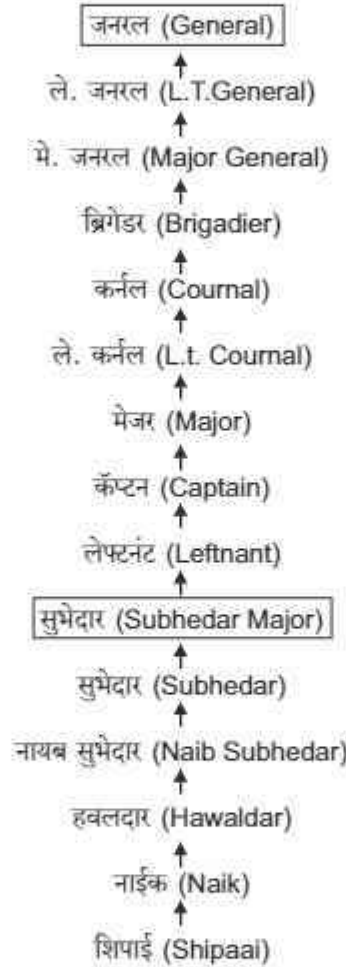 जनरल (General)
ले. जनरल (L.T.General)
मे. जनरल (Major General)
ब्रिगेडर (Brigadier)
कर्नल (Cournal)
ले. कर्नल (L.t. Cournal)
मेजर (Major)
कॅप्टन (Captain)
लेफ्टनंट (Leftnant)
सुभेदार (Subhedar Major)
सुभेदार (Subhedar)
नायब सुभेदार (Naib Subhedar)
हवलदार (Hawaldar)
नाईक (Naik)
शिपाई (Shipaai)